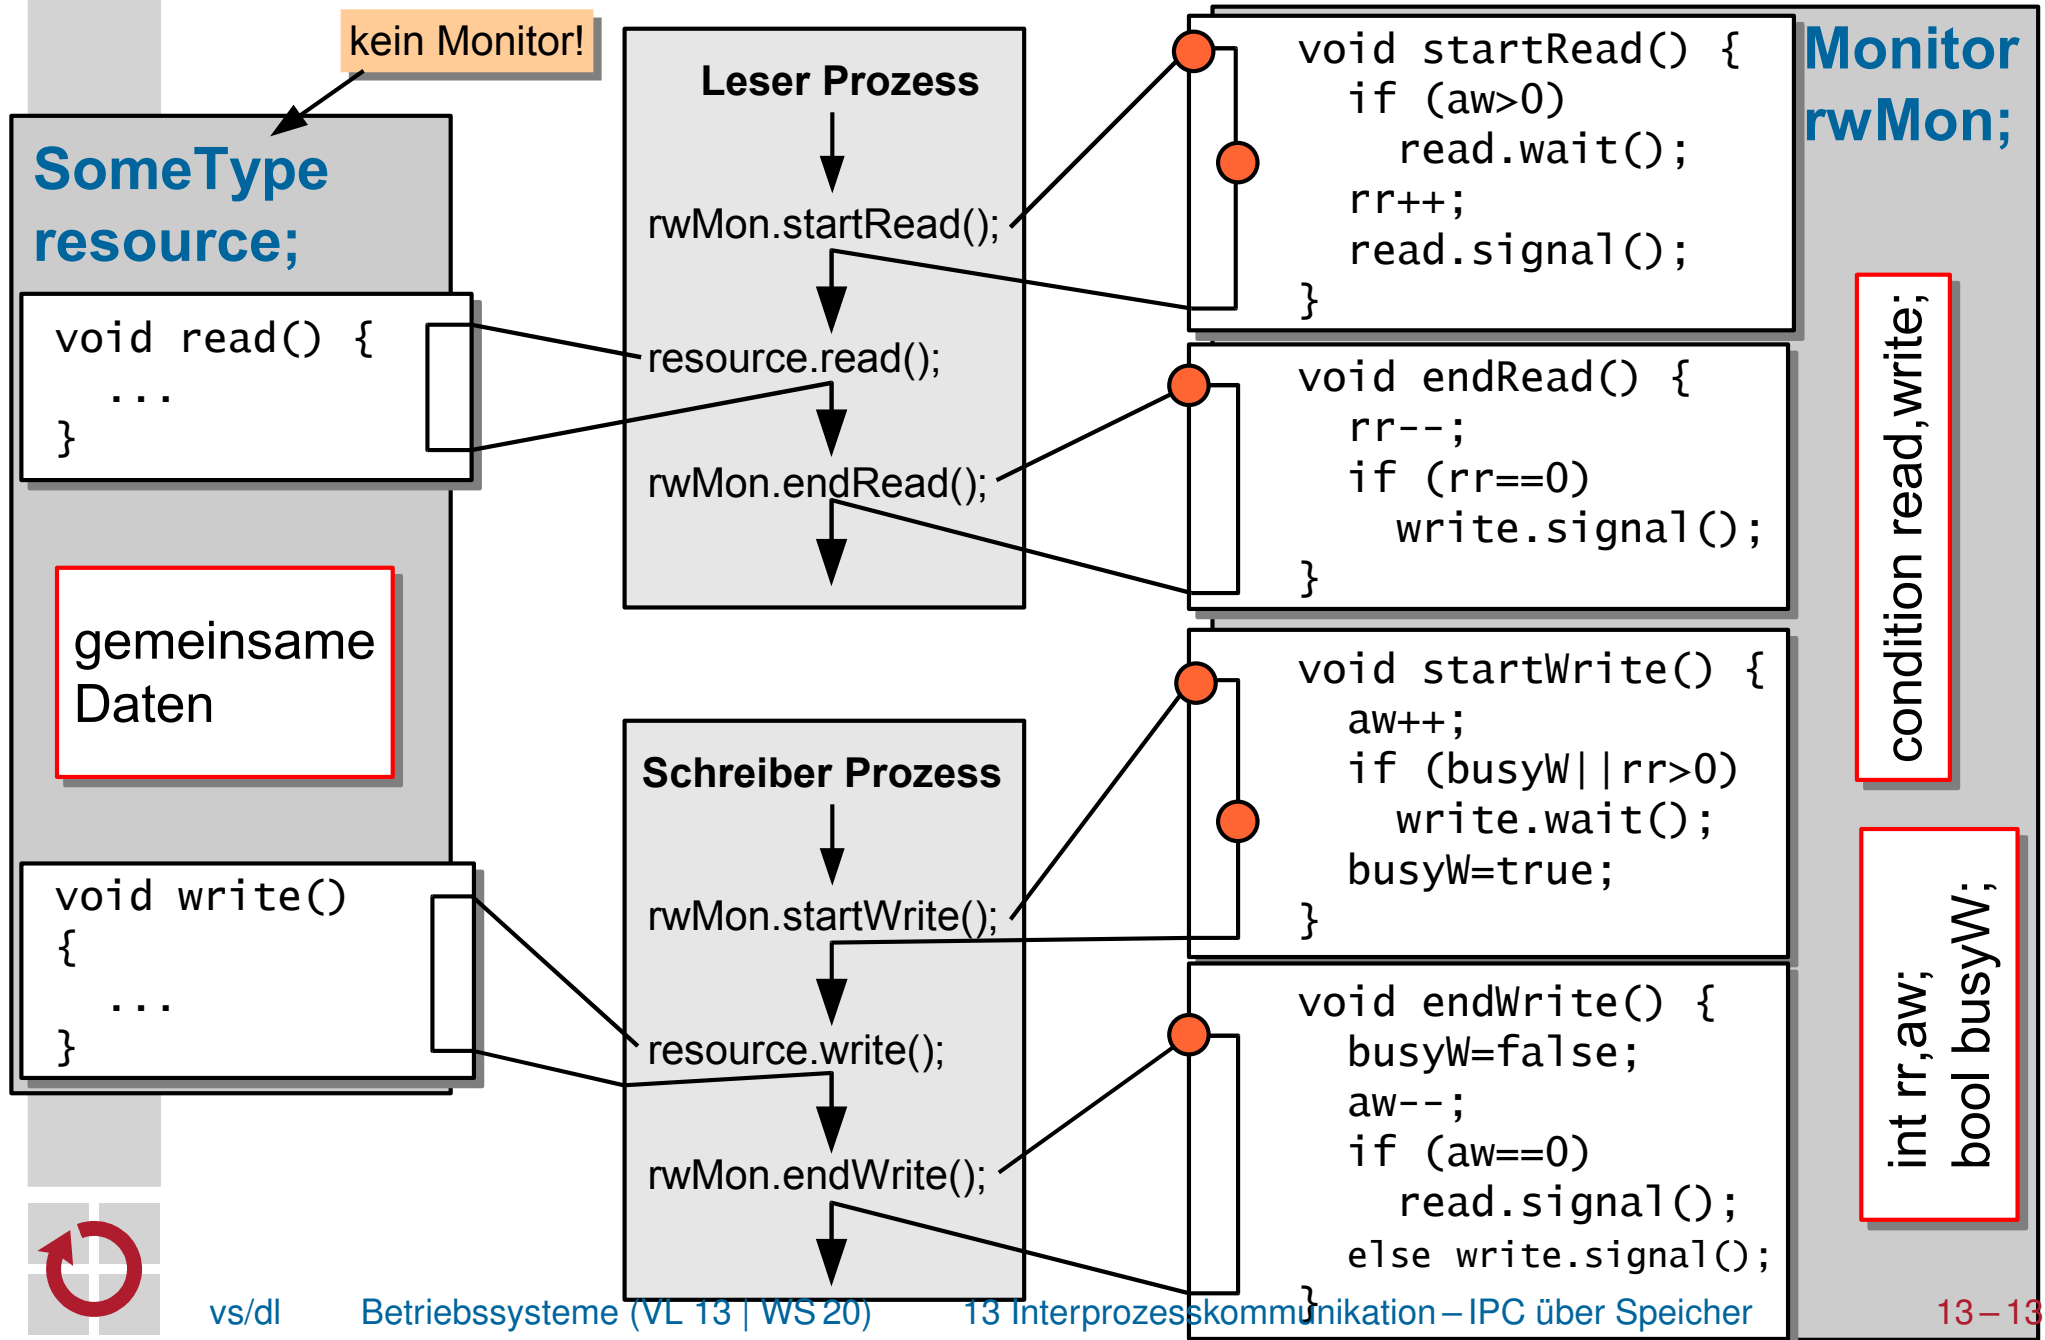 kein Monitor!
SomeType
resource;
void read() {
  ...
}
gemeinsame
Daten
void write()
{
  ...
}
Leser Prozess
rwMon.startRead();
resource.read();
rwMon.endRead();
Schreiber Prozess
rwMon.startWrite();
resource.write();
rwMon.endWrite();
Monitor
rwMon;
void startRead() {
  if (aw>0)
    read.wait();
  rr++;
  read.signal();
}
void endRead() {
  rr--;
  if (rr==0)
    write.signal();
}
void startWrite() {
  aw++;
  if (busyW||rr>0)
    write.wait();
  busyW=true;
}
void endWrite() {
  busyW=false;
  aw--;
  if (aw==0)
    read.signal();
  else write.signal();
}
condition read,write;
int rr,aw;
bool busyW;
vs/dl Betriebssysteme (VL 13 | WS 20) 13 Interprozesskommunikation – IPC über Speicher 13–13